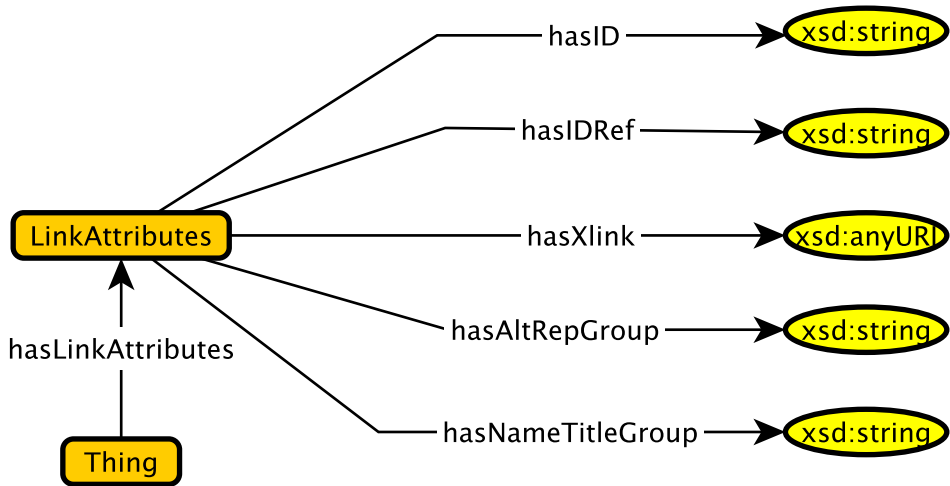 hasID
xsd:string
hasIDRef
xsd:string
LinkAttributes
hasXlink
xsd:anyURI
hasAltRepGroup
xsd:string
hasLinkAttributes
hasNameTitleGroup
xsd:string
Thing